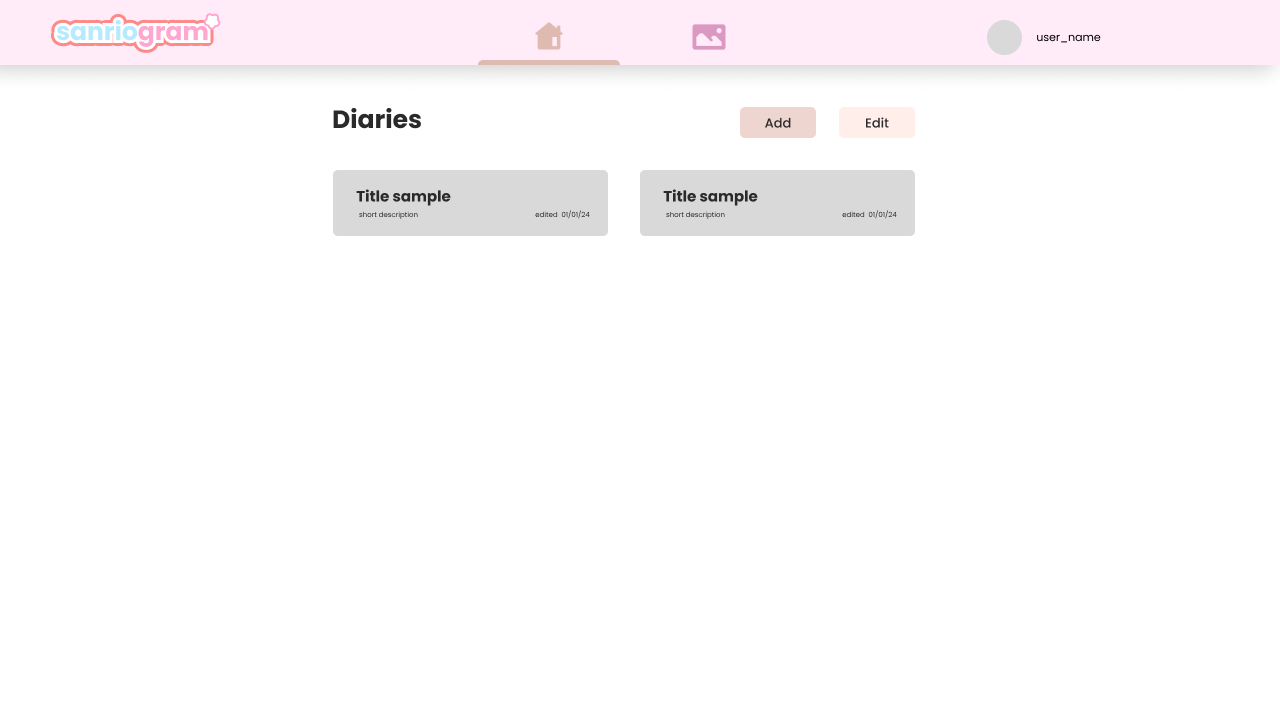 sanriogram
user_name
Diaries
Add
Edit
Title sample
short description
edited 01/01/24
Title sample
short description
edited 01/01/24